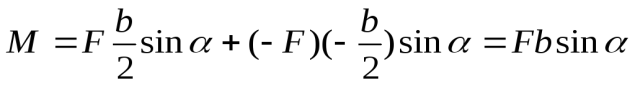 M = F b/2 sin α + (- F)(- b/2) sin α = Fb sin α